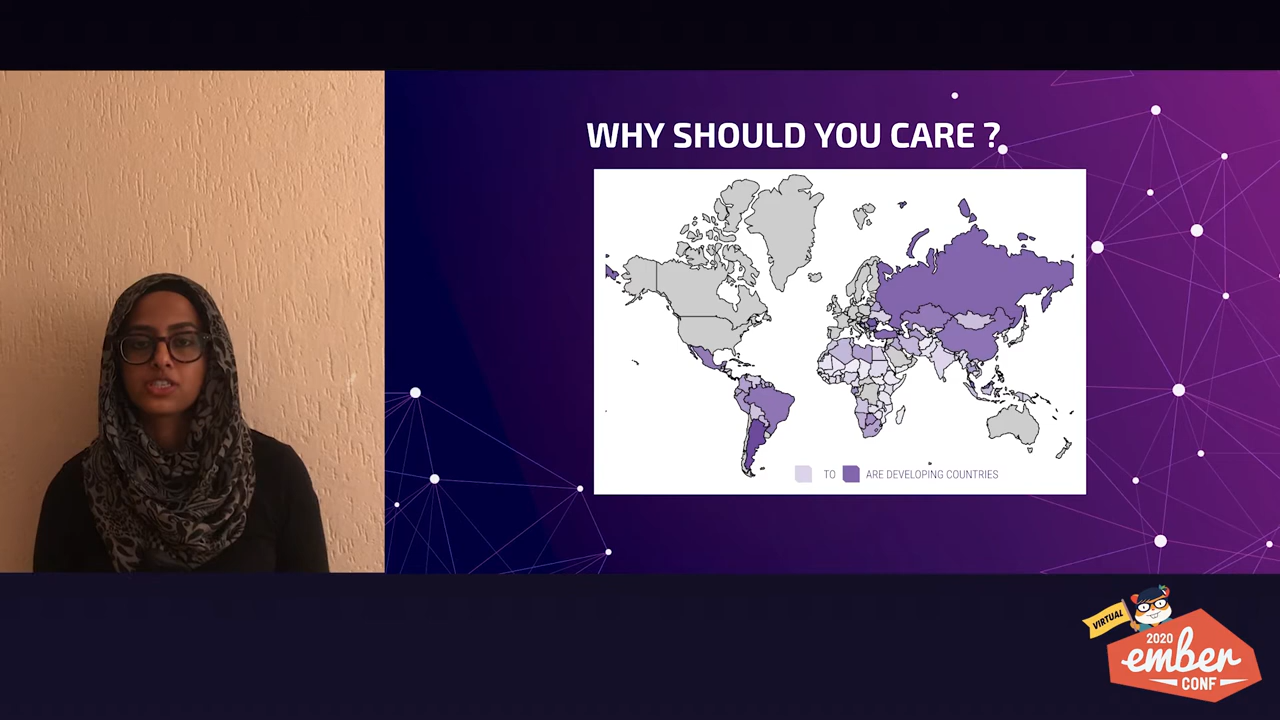 WHY SHOULD YOU CARE ?
TO ARE DEVELOPING COUNTRIES
VIRTUAL
2020
ember
CONF